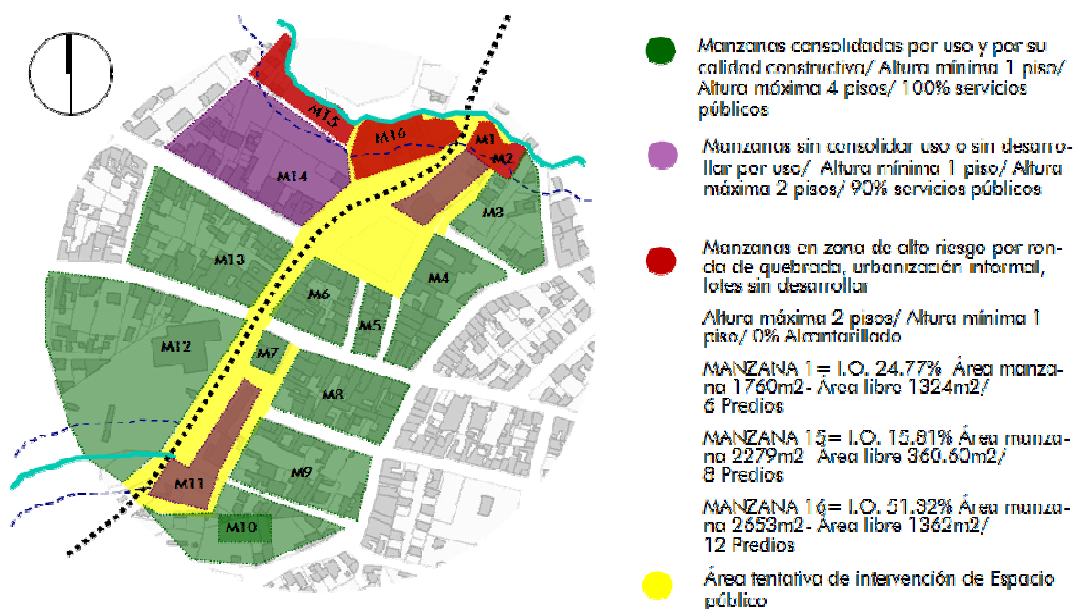 M15
M16
M1
M2
M14
M3
M13
M4
M6
M5
M12
M7
M8
M9
M11
M10
Manzanas consolidadas por uso y por su
calidad constructiva/ Altura mínima 1 piso/
Altura máxima 4 pisos/ 100% servicios
públicos
Manzanas sin consolidar uso o sin desarro-
llar por uso/ Altura mínima 1 piso/ Altura
máxima 2 pisos/ 90% servicios públicos
Manzanas en zona de alto riesgo por ron-
da de quebrada, urbanización informal,
lotes sin desarrollar
Altura máxima 2 pisos/ Altura mínima 1
piso/ 0% Alcantarillado
MANZANA 1= I.O. 24.77% Área manza-
na 1760m2- Área libre 1324m2/
6 Predios
MANZANA 15= I.O. 15.81% Área manza-
na 2279m2 Área libre 360.60m2/
8 Predios
MANZANA 16= I.O. 51.32% Área manza-
na 2653m2- Área libre 1362m2/
12 Predios
Área tentativa de intervención de Espacio
público